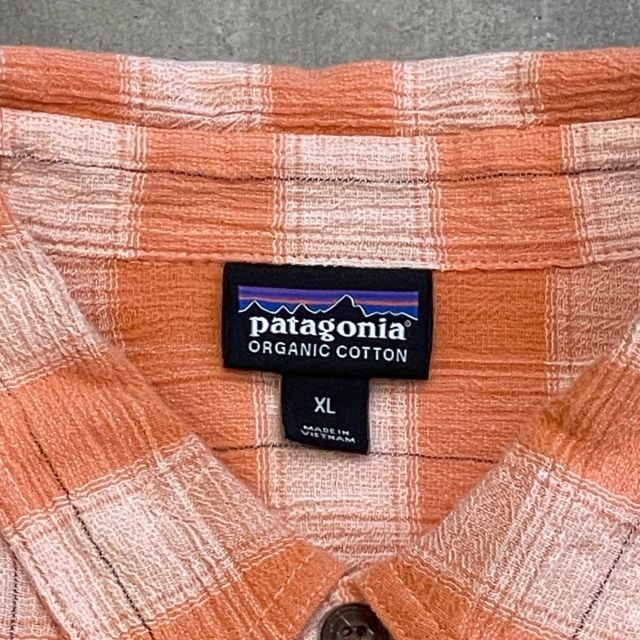 patagonia®
ORGANIC COTTON
XL
MADE IN
VIETNAM